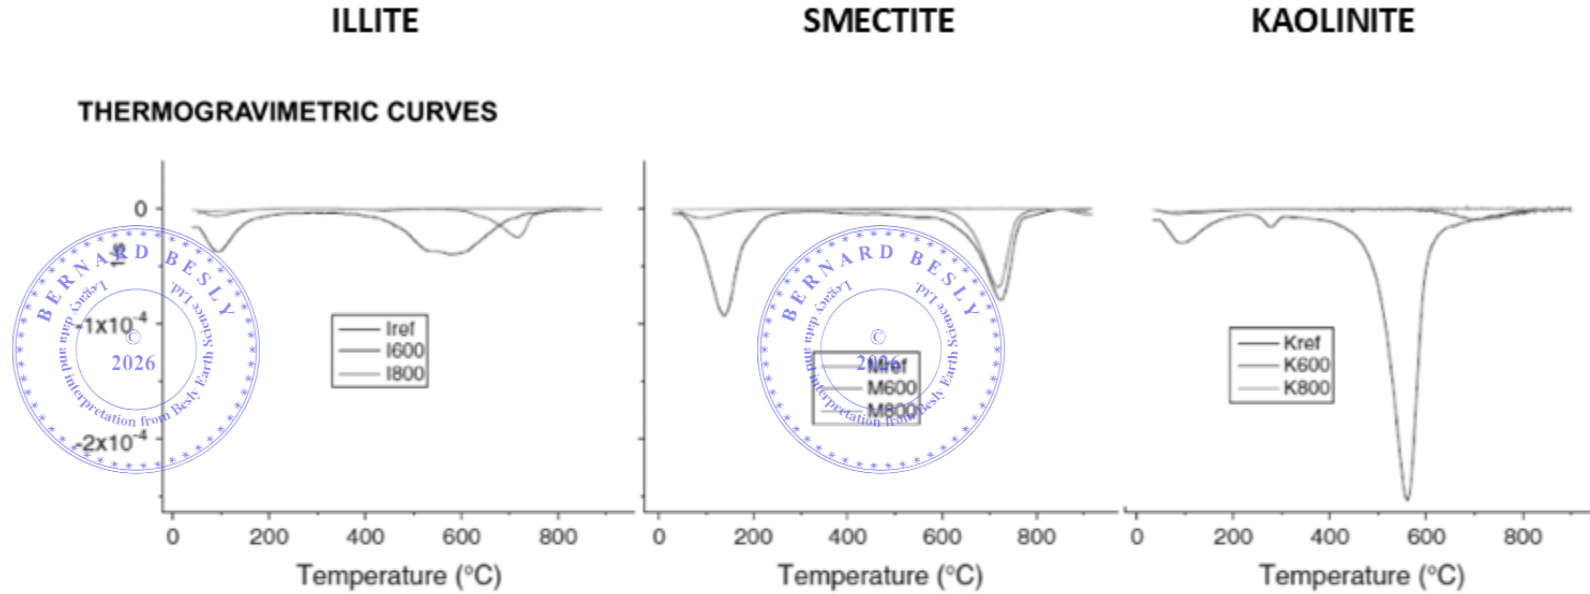 ILLITE
SMECTITE
KAOLINITE
THERMOGRAVIMETRIC CURVES
0
1/s
-1x10⁻⁴
-2x10⁻⁴
Iref
I600
I800
0 200 400 600 800
Temperature (°C)
Mref
M600
M800
0 200 400 600 800
Temperature (°C)
Kref
K600
K800
0 200 400 600 800
Temperature (°C)
BERNARD BESLY
Legacy data and interpretation from Besly Earth Science Ltd.
©
2026
BERNARD BESLY
Legacy data and interpretation from Besly Earth Science Ltd.
©
2026